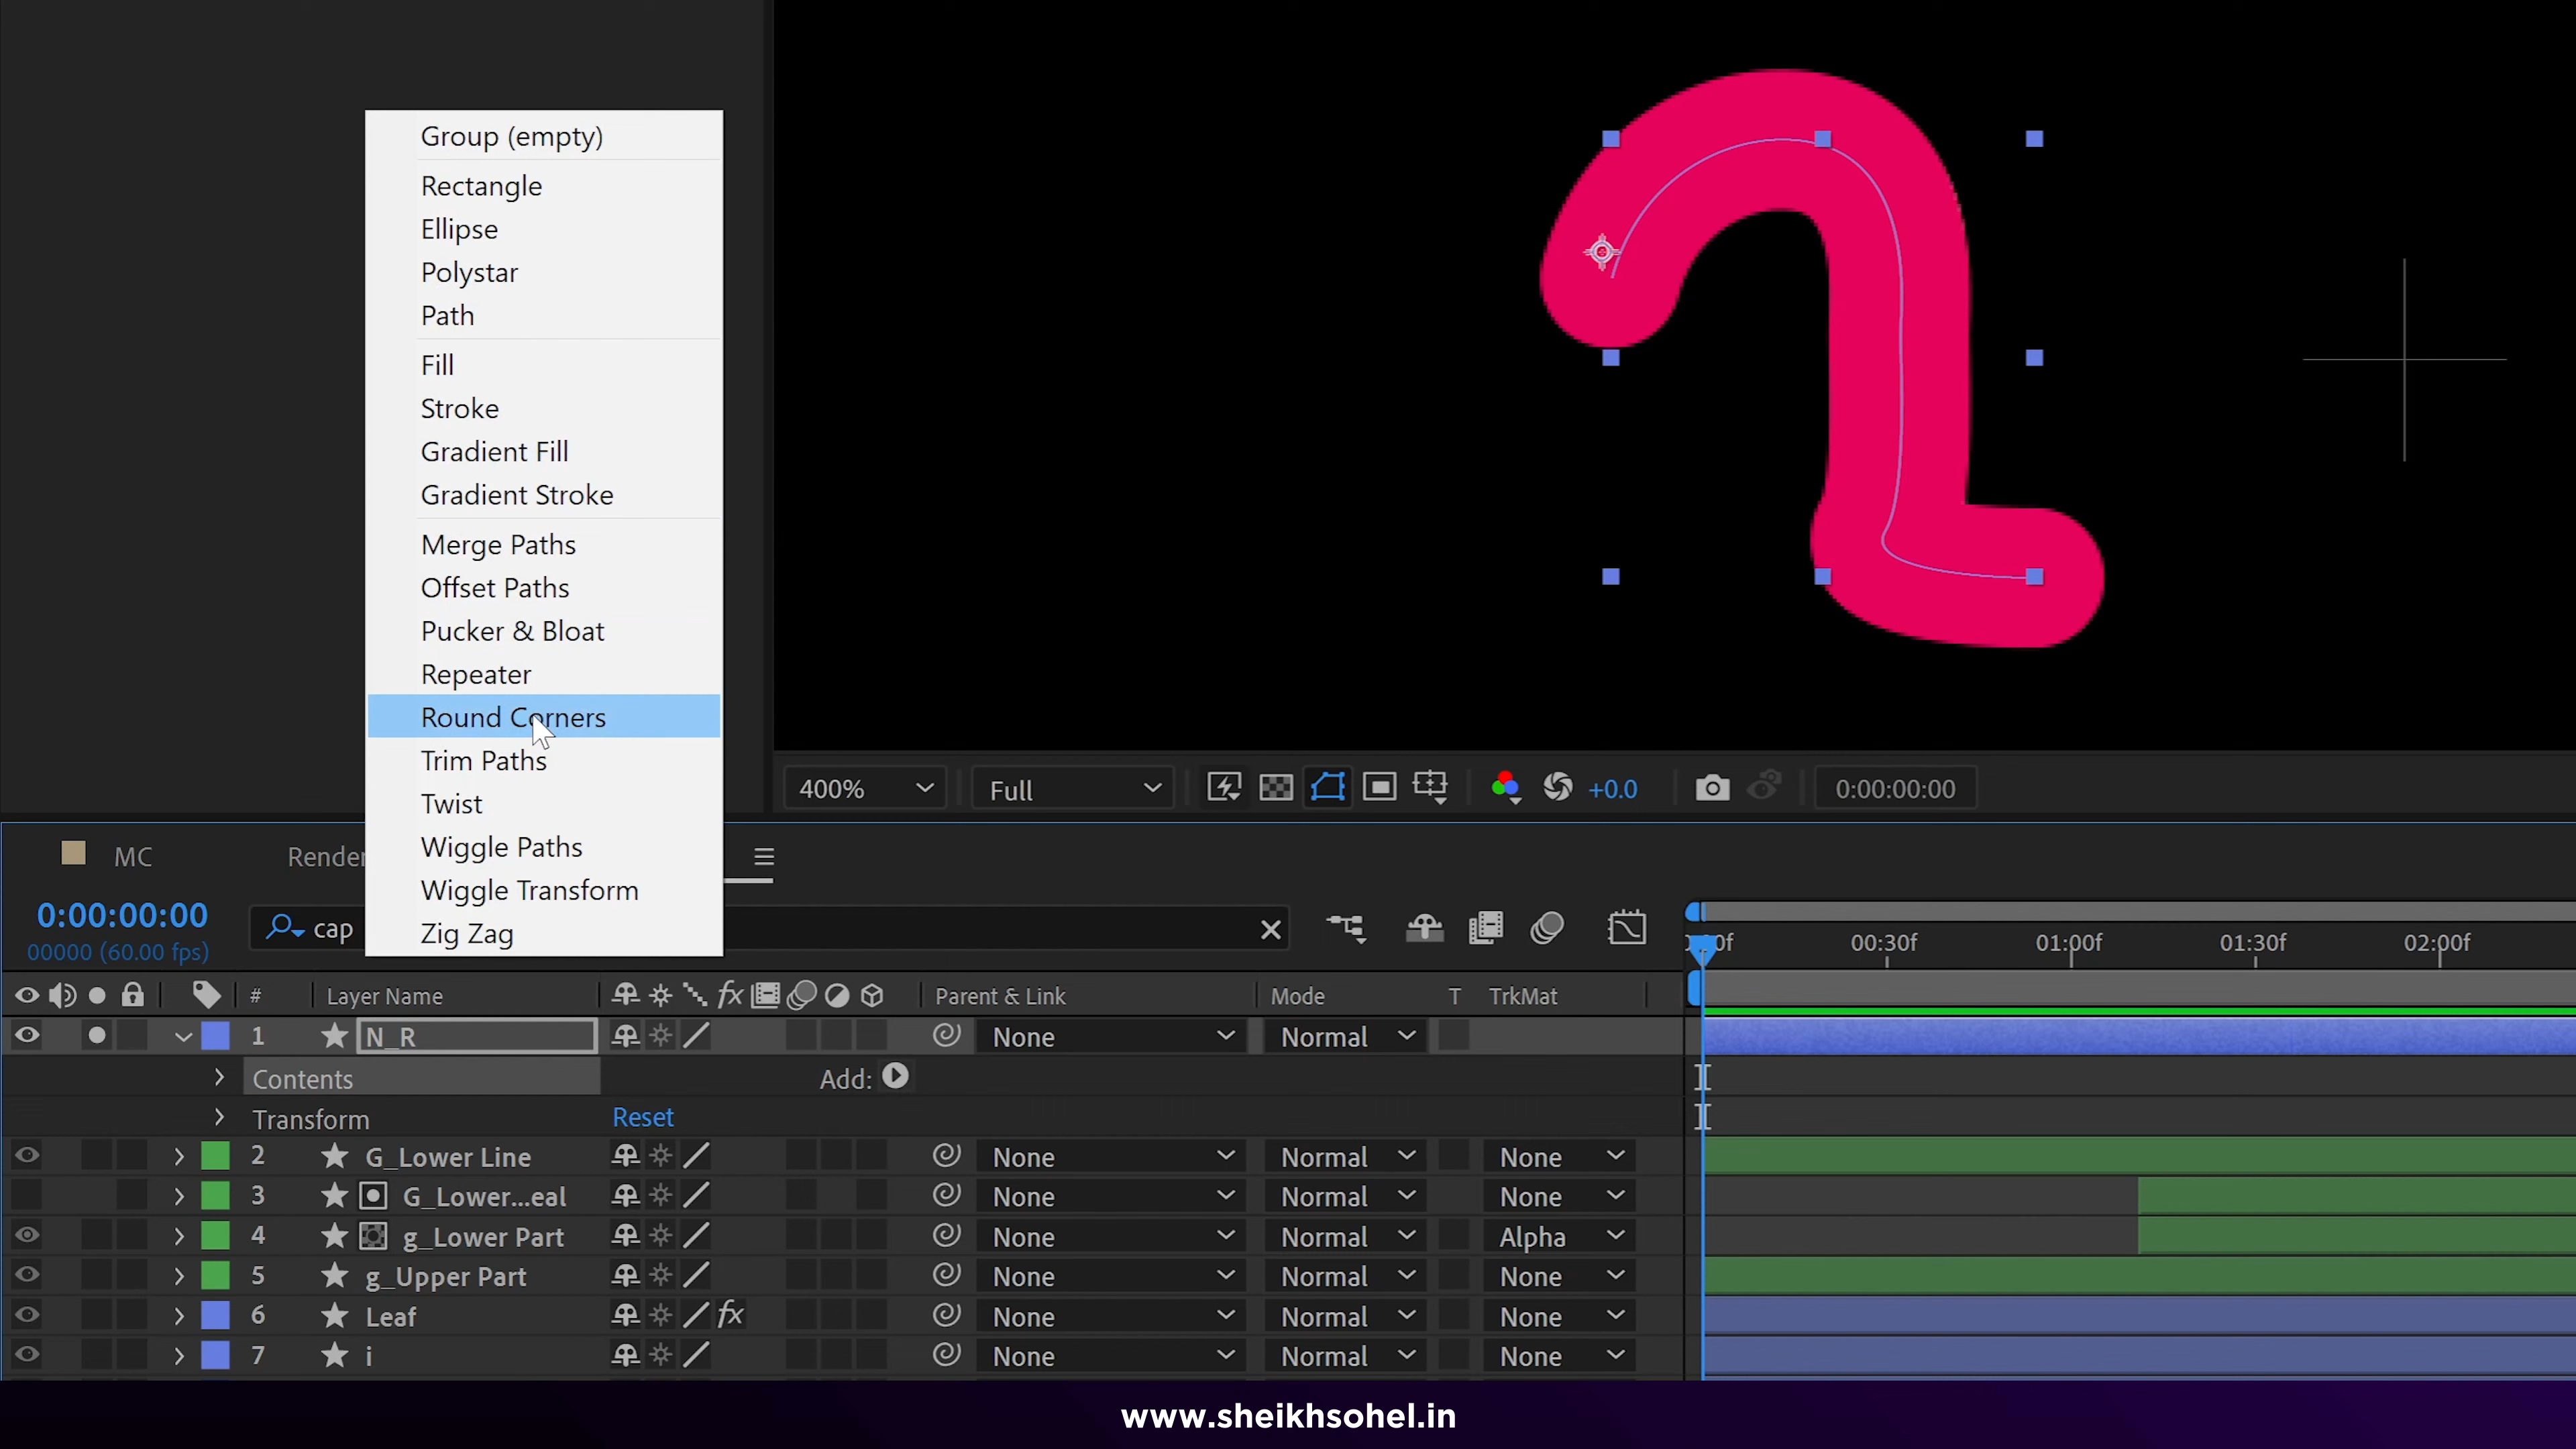 Group (empty)
Rectangle
Ellipse
Polystar
Path
Fill
Stroke
Gradient Fill
Gradient Stroke
Merge Paths
Offset Paths
Pucker & Bloat
Repeater
Round Corners
Trim Paths
Twist
Wiggle Paths
Wiggle Transform
Zig Zag
400% Full +0.0 0:00:00:00
MC Render
0:00:00:00
00000 (60.00 fps)
cap
00:30f 01:00f 01:30f 02:00f
# Layer Name fx Parent & Link Mode T TrkMat
1 N_R None Normal
Contents Add:
Transform Reset
2 G_Lower Line None Normal None
3 G_Lower...eal None Normal None
4 g_Lower Part None Normal Alpha
5 g_Upper Part None Normal None
6 Leaf fx None Normal None
7 i None Normal None
www.sheikhsohel.in